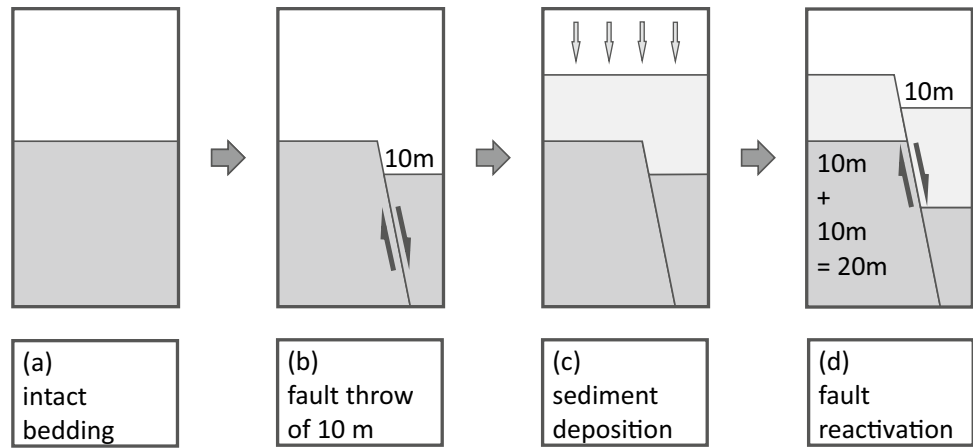 10m
10m
10m
+
10m
= 20m
(a)
intact
bedding
(b)
fault throw
of 10 m
(c)
sediment
deposition
(d)
fault
reactivation